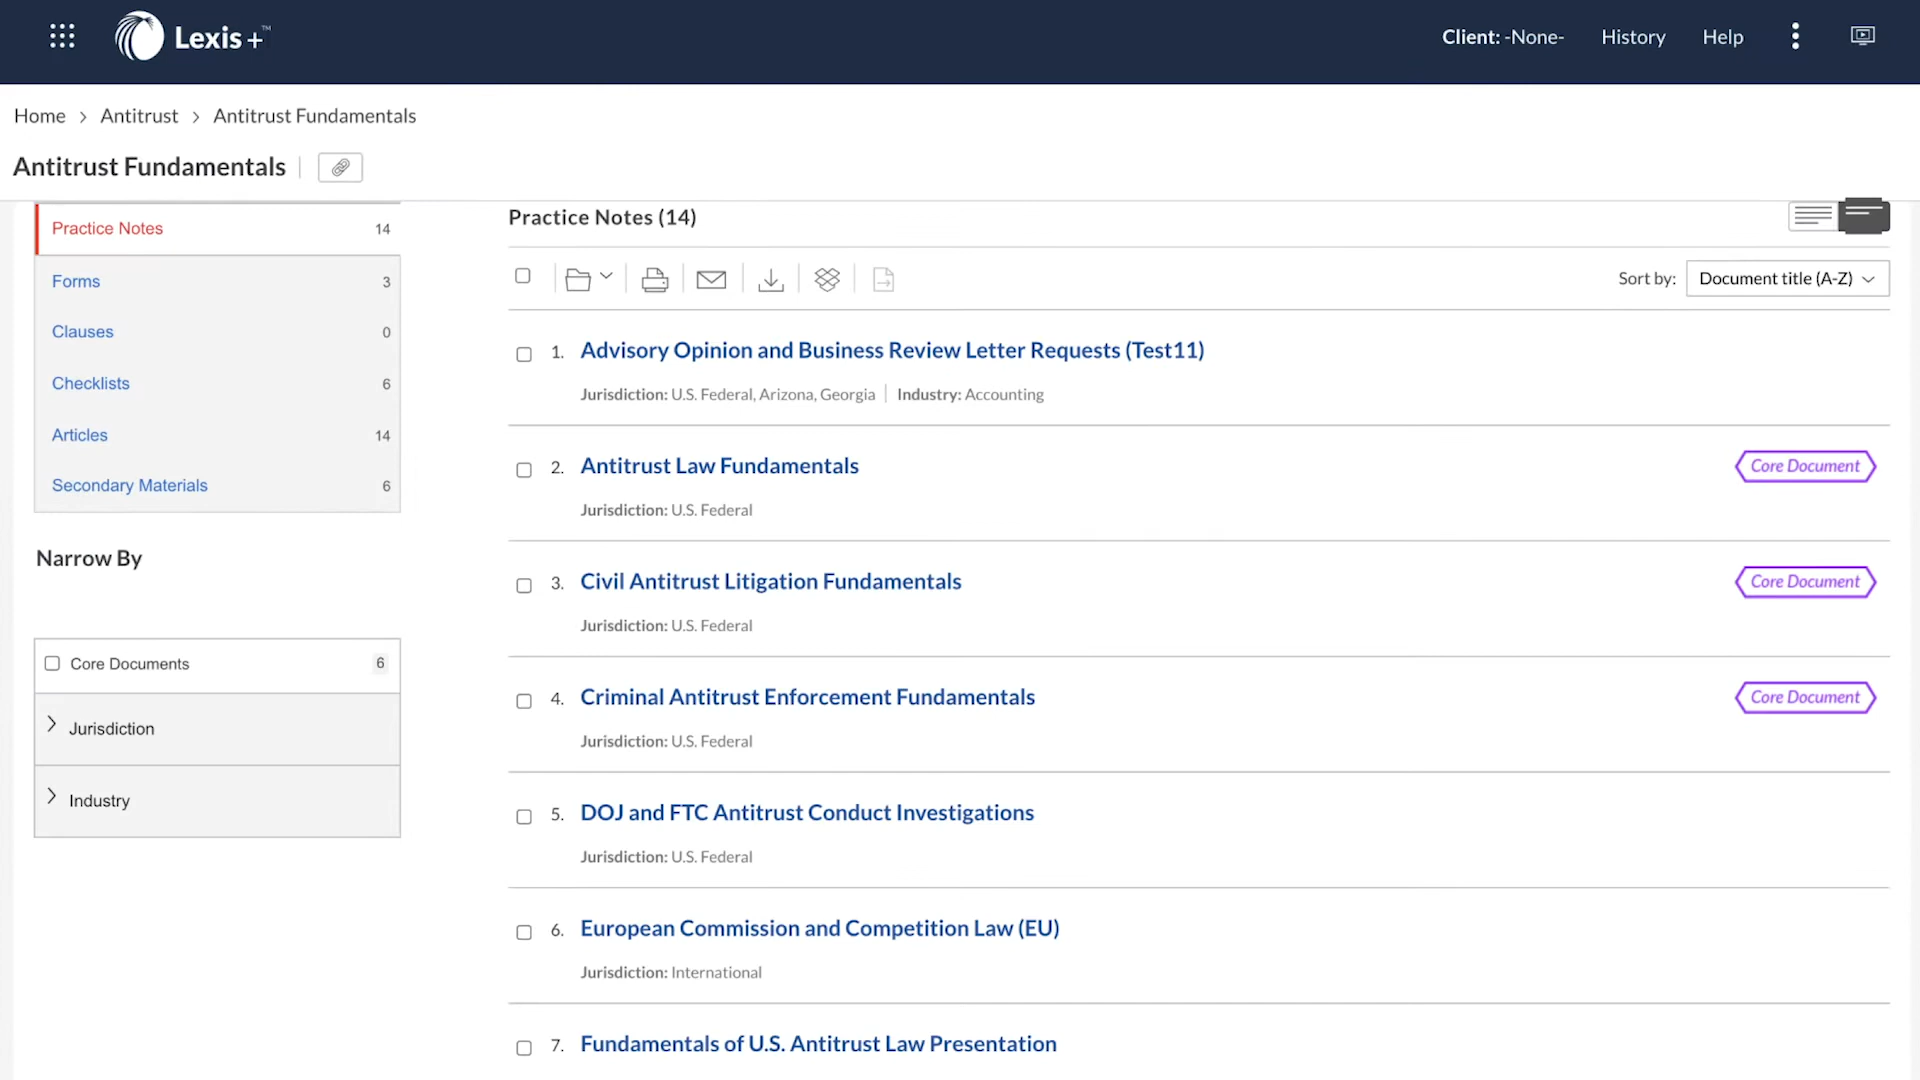 Lexis +™
Client: -None-
History
Help
Home > Antitrust > Antitrust Fundamentals
Antitrust Fundamentals
Practice Notes 14
Forms 3
Clauses 0
Checklists 6
Articles 14
Secondary Materials 6
Narrow By
Core Documents 6
Jurisdiction
Industry
Practice Notes (14)
Sort by: Document title (A-Z)
1. Advisory Opinion and Business Review Letter Requests (Test11)
Jurisdiction: U.S. Federal, Arizona, Georgia | Industry: Accounting
2. Antitrust Law Fundamentals
Core Document
Jurisdiction: U.S. Federal
3. Civil Antitrust Litigation Fundamentals
Core Document
Jurisdiction: U.S. Federal
4. Criminal Antitrust Enforcement Fundamentals
Core Document
Jurisdiction: U.S. Federal
5. DOJ and FTC Antitrust Conduct Investigations
Jurisdiction: U.S. Federal
6. European Commission and Competition Law (EU)
Jurisdiction: International
7. Fundamentals of U.S. Antitrust Law Presentation